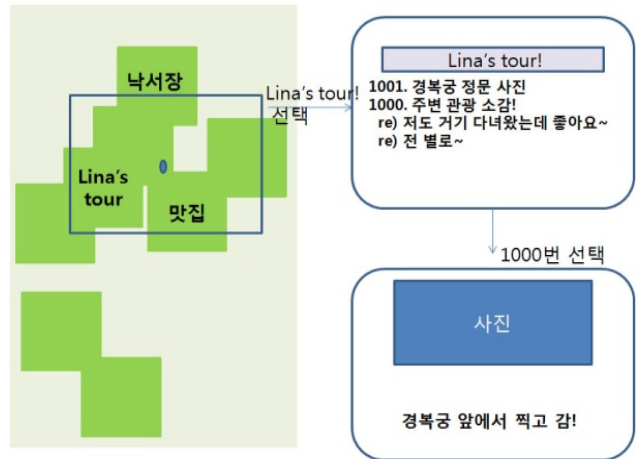 낙서장
Lina's
tour
맛집
Lina's tour!
선택
Lina's tour!
1001. 경복궁 정문 사진
1000. 주변 관광 소감!
re) 저도 거기 다녀왔는데 좋아요~
re) 전 별로~
1000번 선택
사진
경복궁 앞에서 찍고 감!